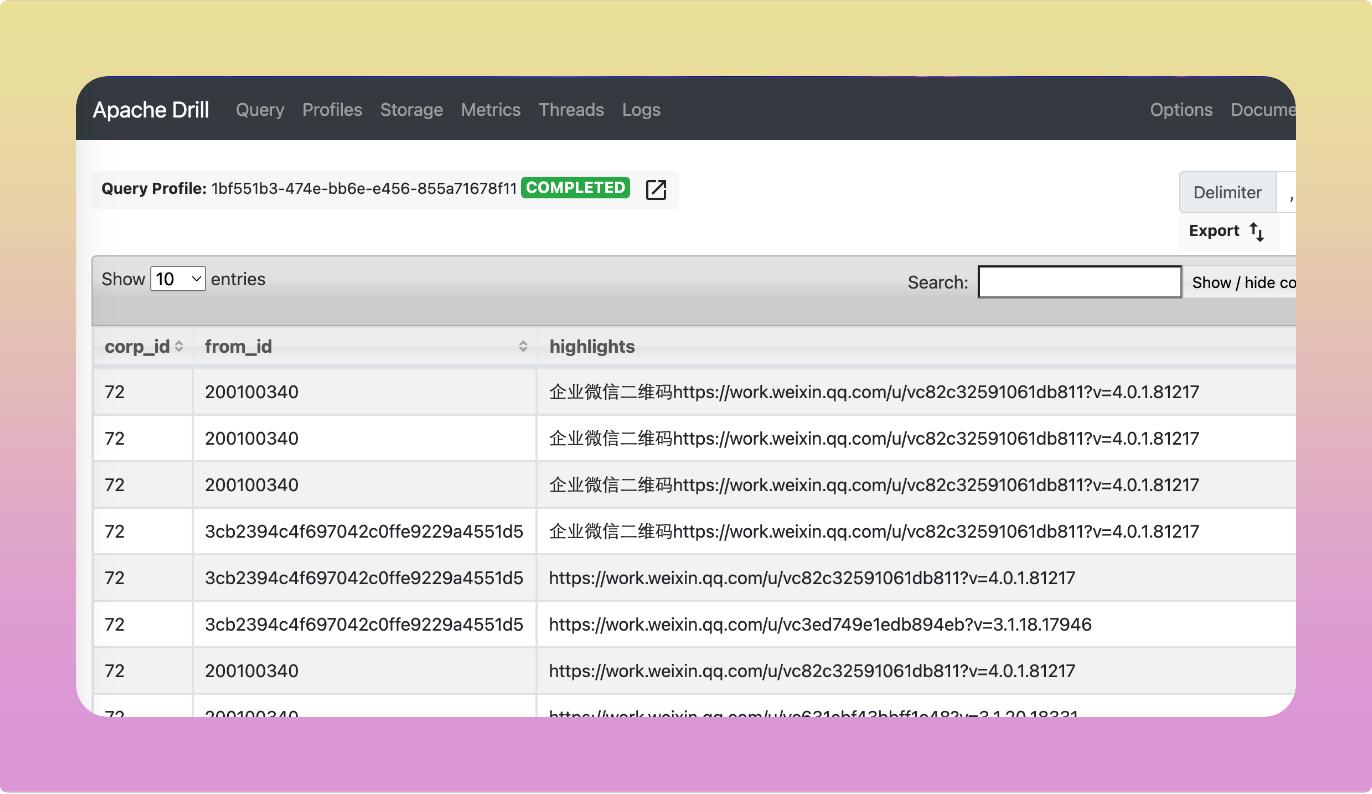 Apache Drill Query Profiles Storage Metrics Threads Logs Options Docume
Query Profile: 1bf551b3-474e-bb6e-e456-855a71678f11 COMPLETED
Delimiter ,
Export
Show 10 entries Search: Show / hide co
corp_id from_id highlights
72 200100340 企业微信二维码https://work.weixin.qq.com/u/vc82c32591061db811?v=4.0.1.81217
72 200100340 企业微信二维码https://work.weixin.qq.com/u/vc82c32591061db811?v=4.0.1.81217
72 200100340 企业微信二维码https://work.weixin.qq.com/u/vc82c32591061db811?v=4.0.1.81217
72 3cb2394c4f697042c0ffe9229a4551d5 企业微信二维码https://work.weixin.qq.com/u/vc82c32591061db811?v=4.0.1.81217
72 3cb2394c4f697042c0ffe9229a4551d5 https://work.weixin.qq.com/u/vc82c32591061db811?v=4.0.1.81217
72 3cb2394c4f697042c0ffe9229a4551d5 https://work.weixin.qq.com/u/vc3ed749e1edb894eb?v=3.1.18.17946
72 200100340 https://work.weixin.qq.com/u/vc82c32591061db811?v=4.0.1.81217
72 200100340